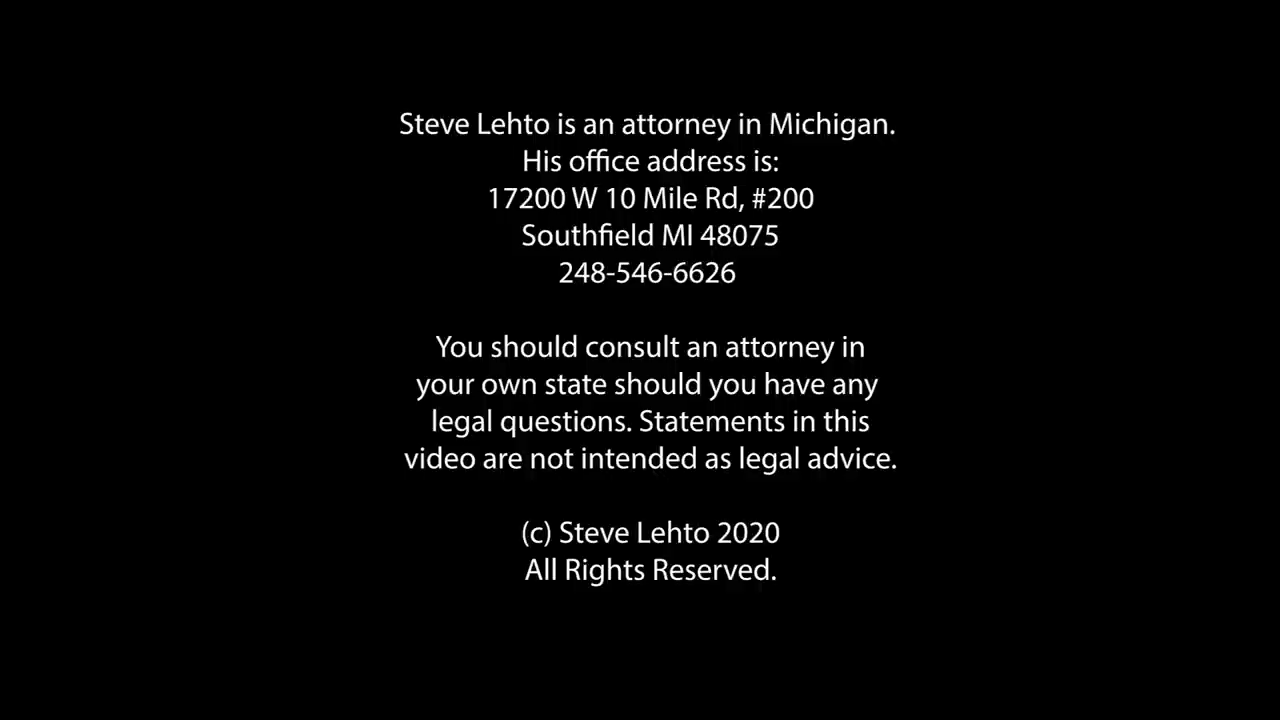 Steve Lehto is an attorney in Michigan.
His office address is:
17200 W 10 Mile Rd, #200
Southfield MI 48075
248-546-6626
You should consult an attorney in
your own state should you have any
legal questions. Statements in this
video are not intended as legal advice.
(c) Steve Lehto 2020
All Rights Reserved.